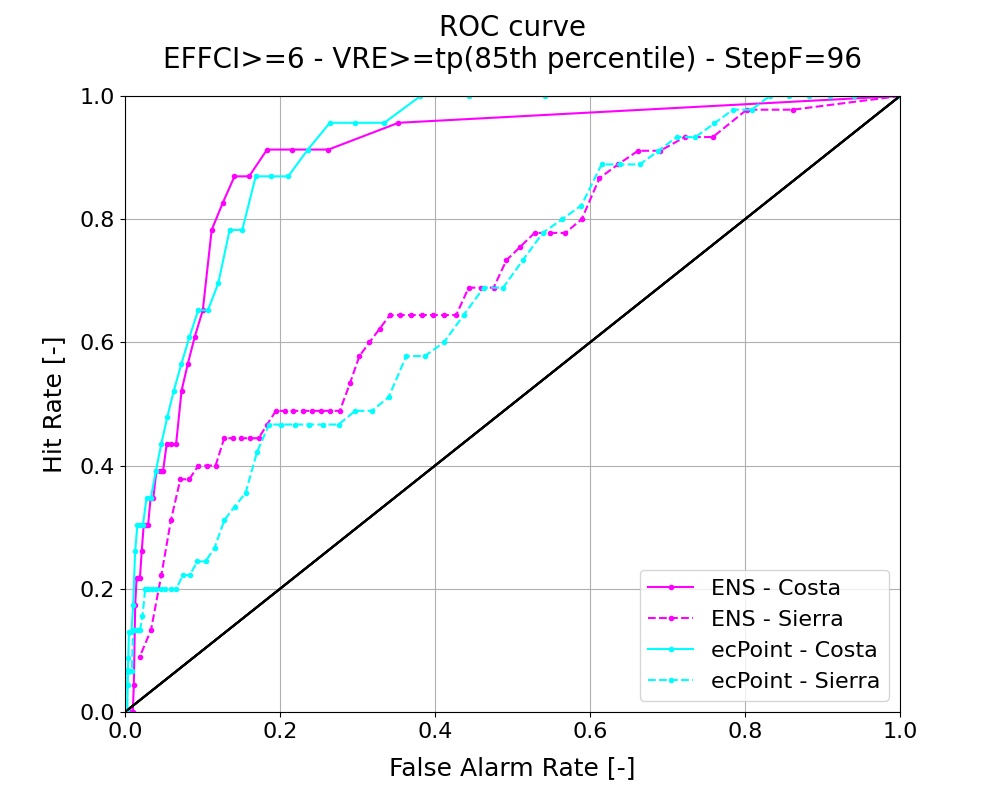 ROC curve
EFFCI>=6 - VRE>=tp(85th percentile) - StepF=96
1.0
0.8
0.6
0.4
0.2
0.0
Hit Rate [-]
ENS - Costa
ENS - Sierra
ecPoint - Costa
ecPoint - Sierra
0.0 0.2 0.4 0.6 0.8 1.0
False Alarm Rate [-]